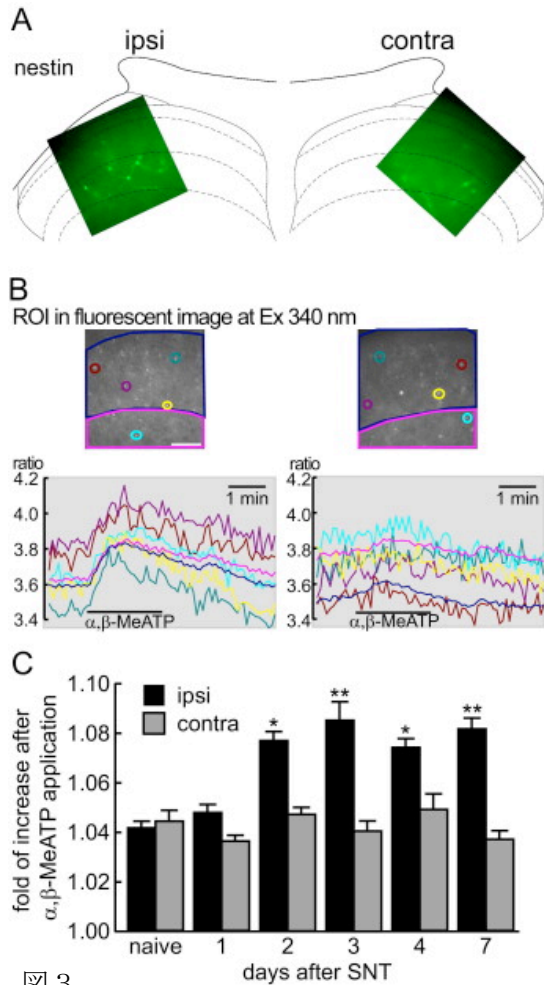 A
ipsi
contra
nestin
B
ROI in fluorescent image at Ex 340 nm
ratio
4.2
4.0
3.8
3.6
3.4
1 min
α,β-MeATP
4.2
4.0
3.8
3.6
3.4
1 min
α,β-MeATP
C
fold of increase after
α,β-MeATP application
1.10
1.08
1.06
1.04
1.02
1.00
ipsi
contra
*
**
*
**
naive
1
2
3
4
7
days after SNT
図3